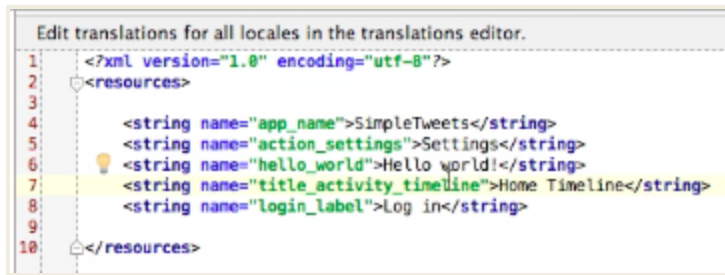 Edit translations for all locales in the translations editor.
1 <?xml version="1.0" encoding="utf-8"?>
2 <resources>
3
4 <string name="app_name">SimpleTweets</string>
5 <string name="action_settings">Settings</string>
6 <string name="hello_world">Hello world!</string>
7 <string name="title_activity_timeline">Home Timeline</string>
8 <string name="login_label">Log in</string>
9
10 </resources>